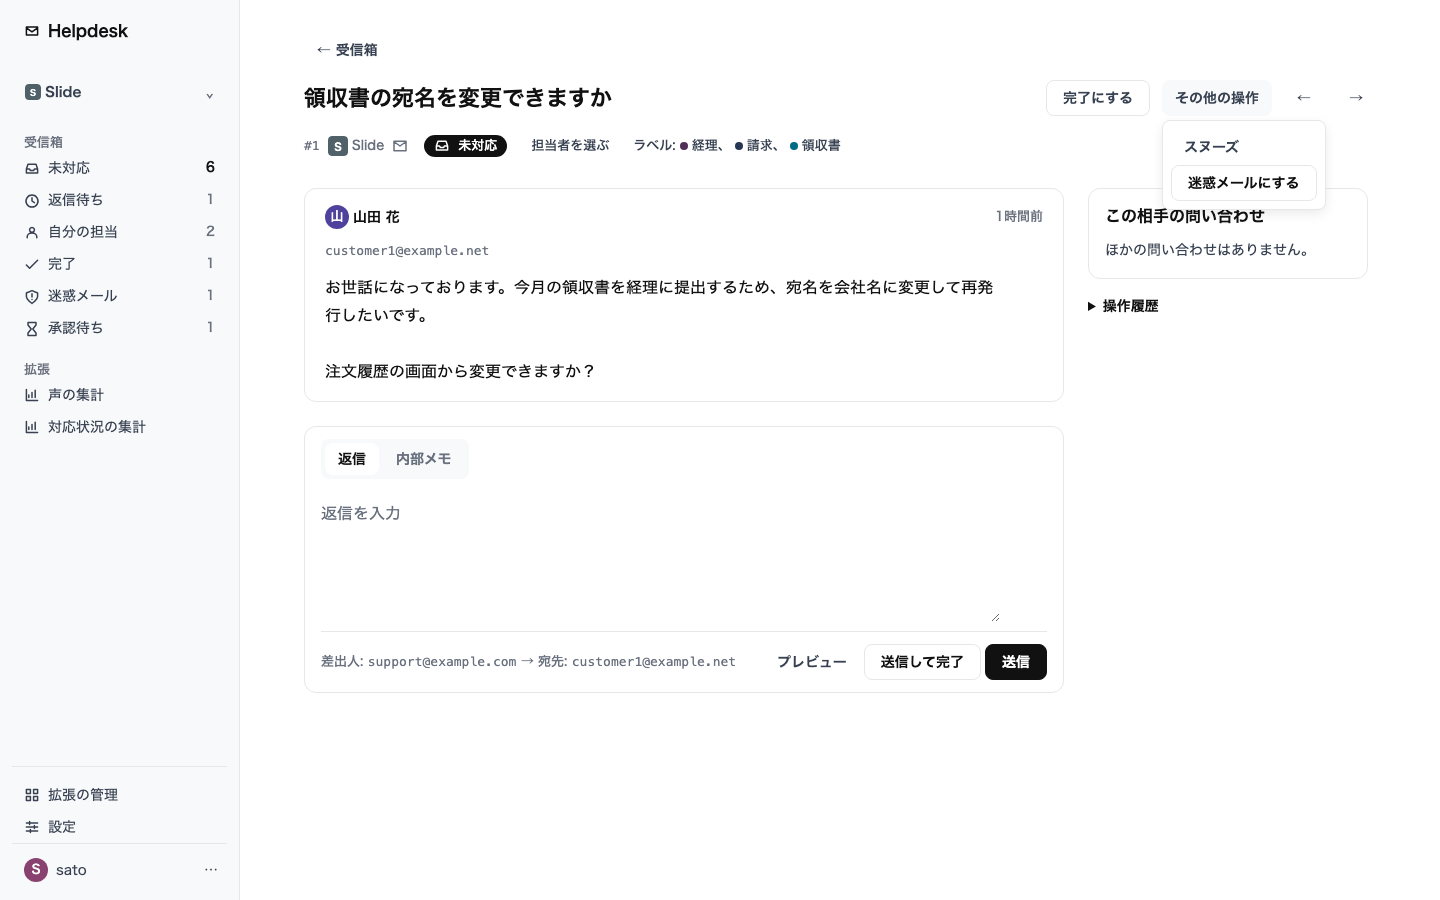 Helpdesk
S Slide
受信箱
未対応 6
返信待ち 1
自分の担当 2
完了 1
迷惑メール 1
承認待ち 1
拡張
声の集計
対応状況の集計
拡張の管理
設定
S sato ...
← 受信箱
領収書の宛名を変更できますか
完了にする その他の操作 ← →
#1 S Slide 未対応 担当者を選ぶ ラベル: 経理、 請求、 領収書
スヌーズ
迷惑メールにする
山 山田 花 1時間前
customer1@example.net
お世話になっております。今月の領収書を経理に提出するため、宛名を会社名に変更して再発
行したいです。
注文履歴の画面から変更できますか？
返信 内部メモ
返信を入力
差出人: support@example.com → 宛先: customer1@example.net プレビュー 送信して完了 送信
この相手の問い合わせ
ほかの問い合わせはありません。
▶ 操作履歴